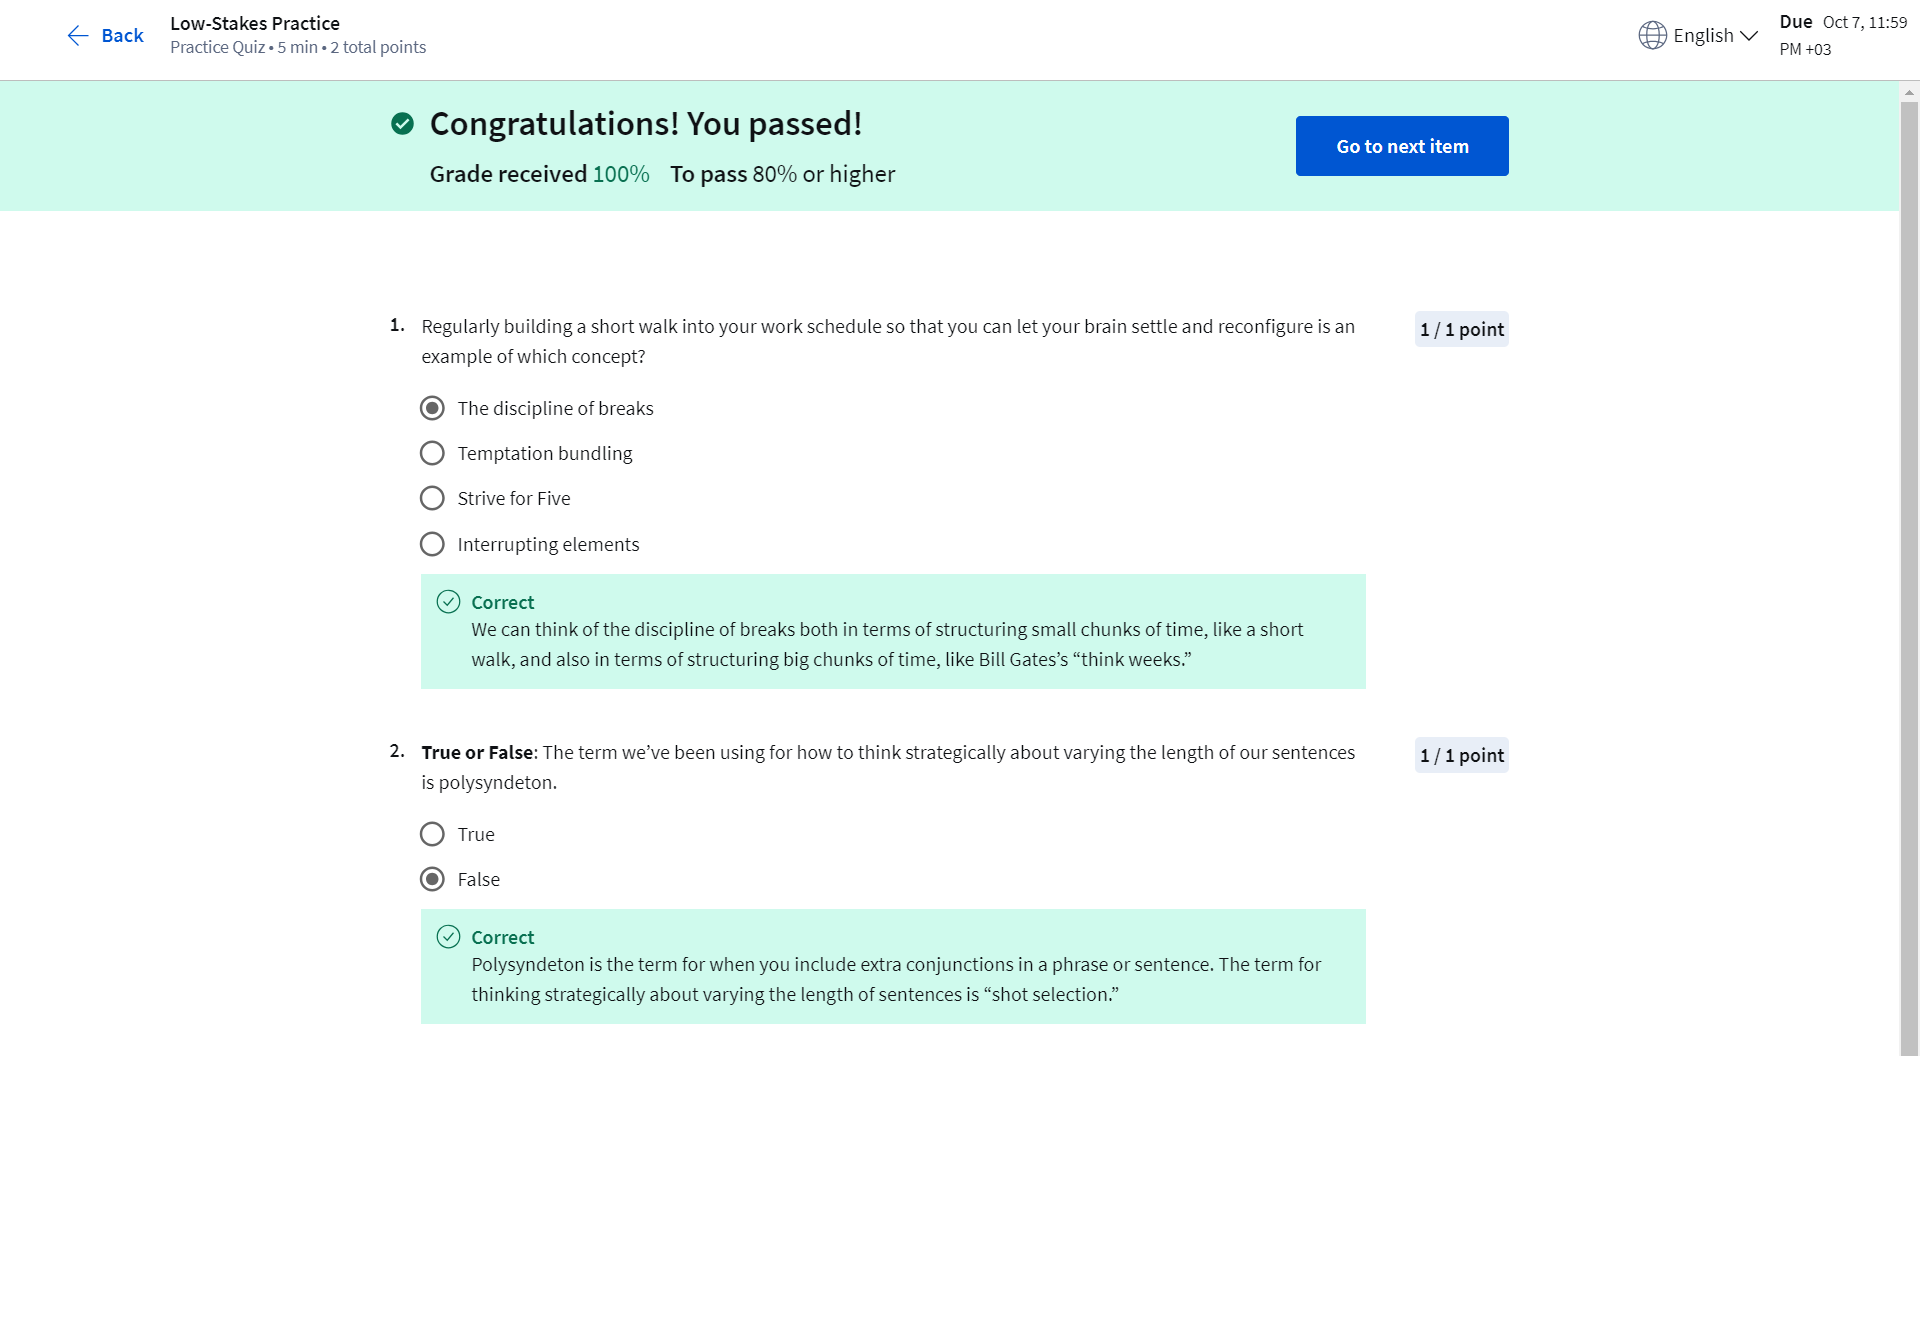 Back
Low-Stakes Practice
Practice Quiz • 5 min • 2 total points
English
Due Oct 7, 11:59
PM +03
Congratulations! You passed!
Grade received 100% To pass 80% or higher
Go to next item
1. Regularly building a short walk into your work schedule so that you can let your brain settle and reconfigure is an
example of which concept?
1 / 1 point
The discipline of breaks
Temptation bundling
Strive for Five
Interrupting elements
Correct
We can think of the discipline of breaks both in terms of structuring small chunks of time, like a short
walk, and also in terms of structuring big chunks of time, like Bill Gates’s “think weeks.”
2. True or False: The term we’ve been using for how to think strategically about varying the length of our sentences
is polysyndeton.
1 / 1 point
True
False
Correct
Polysyndeton is the term for when you include extra conjunctions in a phrase or sentence. The term for
thinking strategically about varying the length of sentences is “shot selection.”